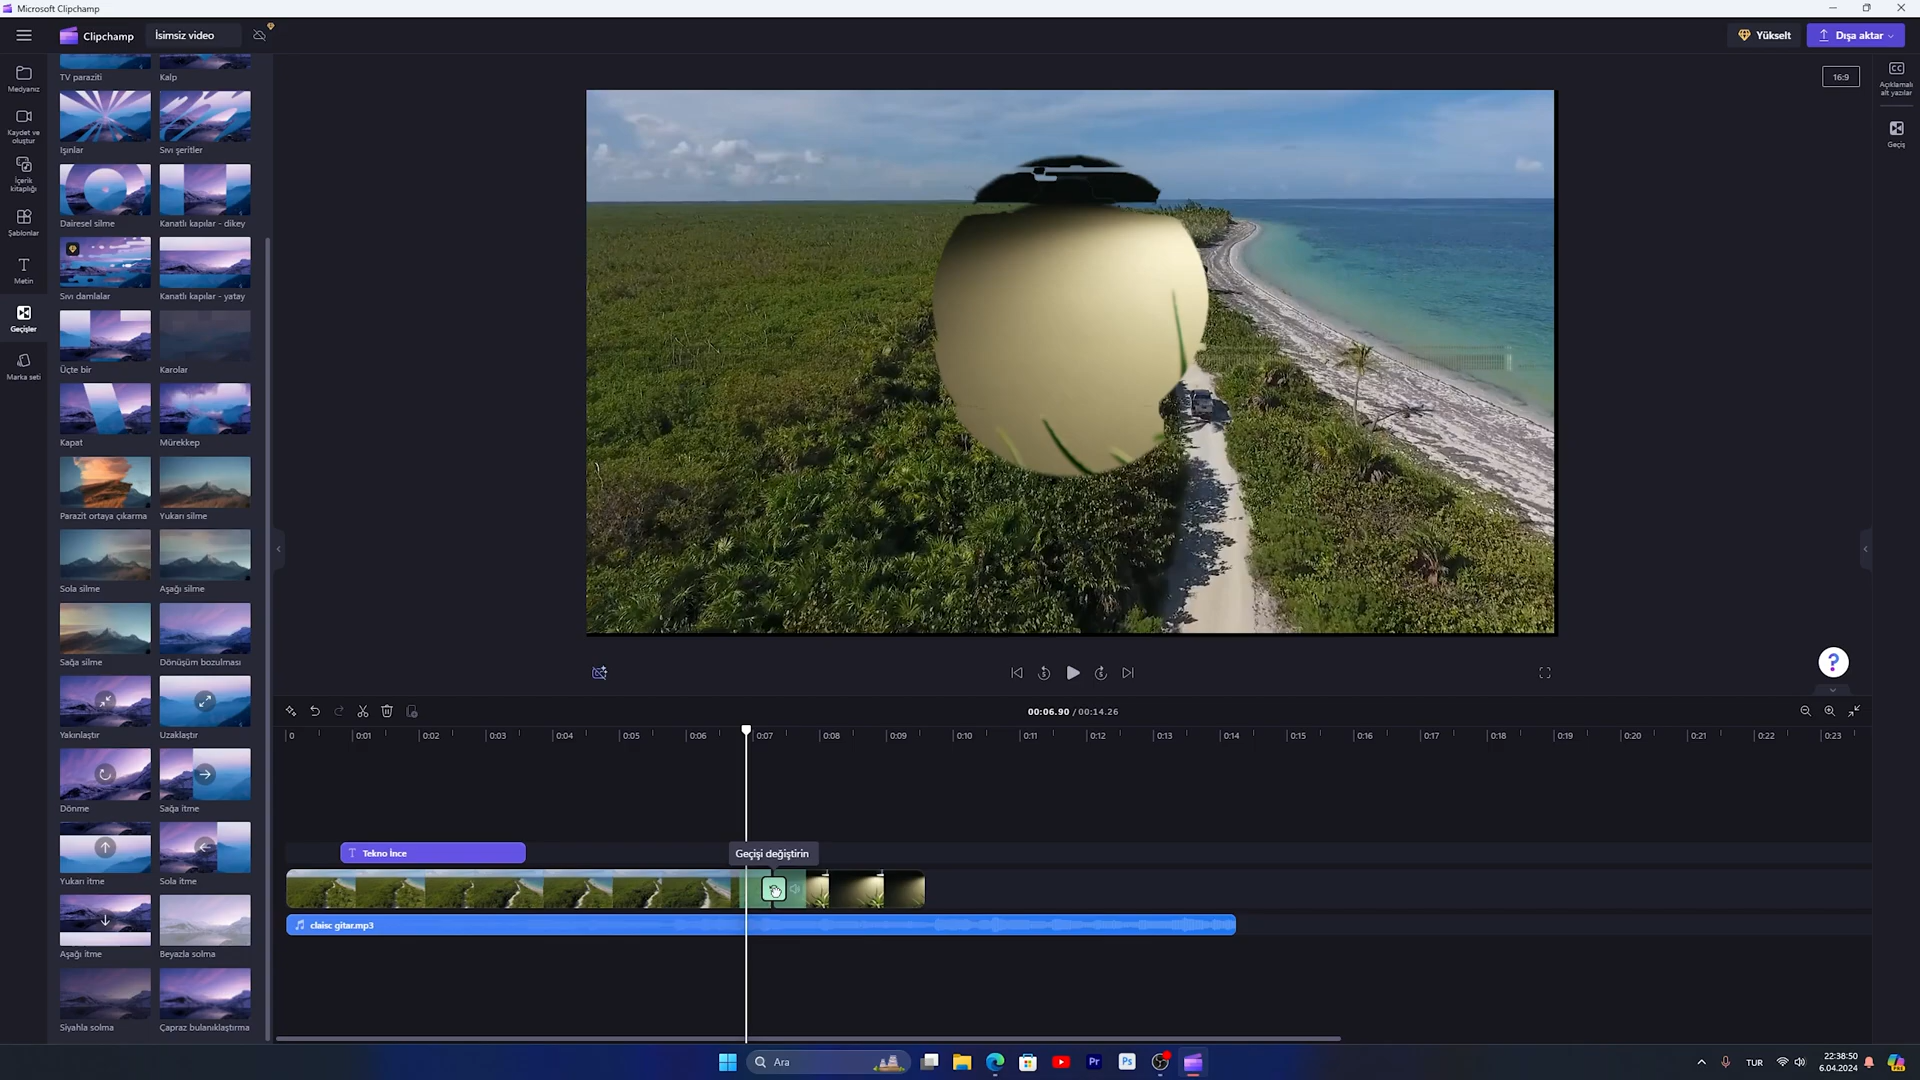 Microsoft Clipchamp
Clipchamp
İsimsiz video
Yükselt
Dışa aktar
Medyanız
Kaydet ve
oluştur
İçerik
kitaplığı
Şablonlar
Metin
Geçişler
Marka seti
TV paraziti
Kalp
Işınlar
Sıvı şeritler
Dairesel silme
Kanatlı kapılar - dikey
Sıvı damlalar
Kanatlı kapılar - yatay
Üçte bir
Karolar
Kapat
Mürekkep
Parazit ortaya çıkarma
Yukarı silme
Sola silme
Aşağı silme
Sağa silme
Dönüşüm bozulması
Yakınlaştır
Uzaklaştır
Dönme
Sağa itme
Yukarı itme
Sola itme
Aşağı itme
Beyazla solma
Siyahla solma
Çapraz bulanıklaştırma
16:9
CC
Açıklamalı
alt yazılar
Geçiş
5
5
?
00:06.90 / 00:14.26
0
0:01
0:02
0:03
0:04
0:05
0:06
0:07
0:08
0:09
0:10
0:11
0:12
0:13
0:14
0:15
0:16
0:17
0:18
0:19
0:20
0:21
0:22
0:23
T Tekno İnce
Geçişi değiştirin
claisc gitar.mp3
Ara
Pr
Ps
TUR
22:38:50
6.04.2024